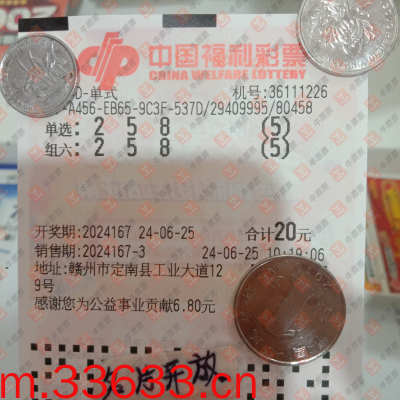 中国福利彩票
CHINA WELFARE LOTTERY
D-单式 机号:36111226
-A456-EB65-9C3F-537D/29409995/80458
单选: 2 5 8 (5)
组六: 2 5 8 (5)
开奖期:2024167 24-06-25 合计20元
销售期:2024167-3 24-06-25 10:19:06
地址:赣州市定南县工业大道12
9号
感谢您为公益事业贡献6.80元
m.33633.cn